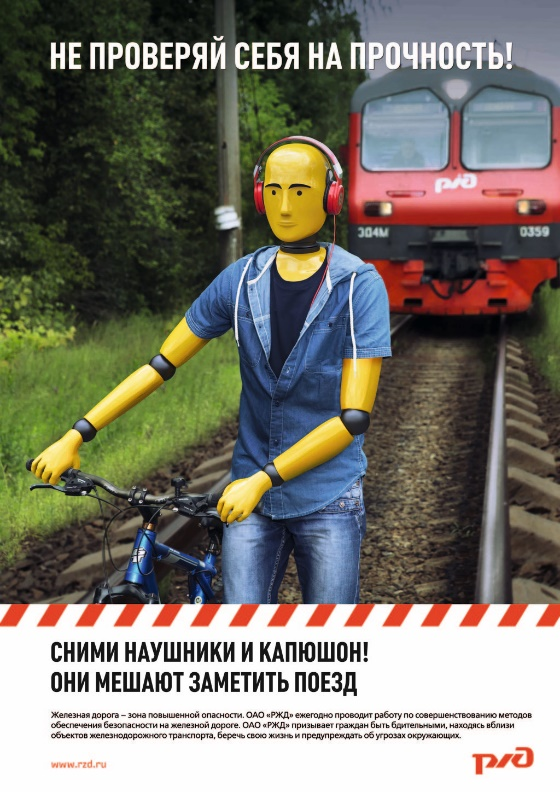 НЕ ПРОВЕРЯЙ СЕБЯ НА ПРОЧНОСТЬ!
ржд
ЭД4М
0359
СНИМИ НАУШНИКИ И КАПЮШОН!
ОНИ МЕШАЮТ ЗАМЕТИТЬ ПОЕЗД
Железная дорога – зона повышенной опасности. ОАО «РЖД» ежегодно проводит работу по совершенствованию методов
обеспечения безопасности на железной дороге. ОАО «РЖД» призывает граждан быть бдительными, находясь вблизи
объектов железнодорожного транспорта, беречь свою жизнь и предупреждать об угрозах окружающих.
www.rzd.ru
ржд